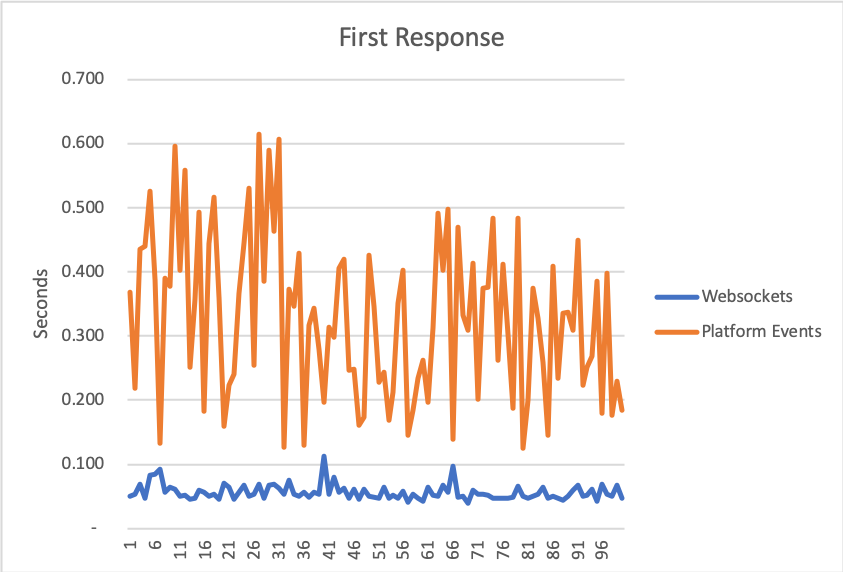 First Response
0.700
0.600
0.500
0.400
0.300
0.200
0.100
-
Seconds
1 6 11 16 21 26 31 36 41 46 51 56 61 66 71 76 81 86 91 96
Websockets
Platform Events